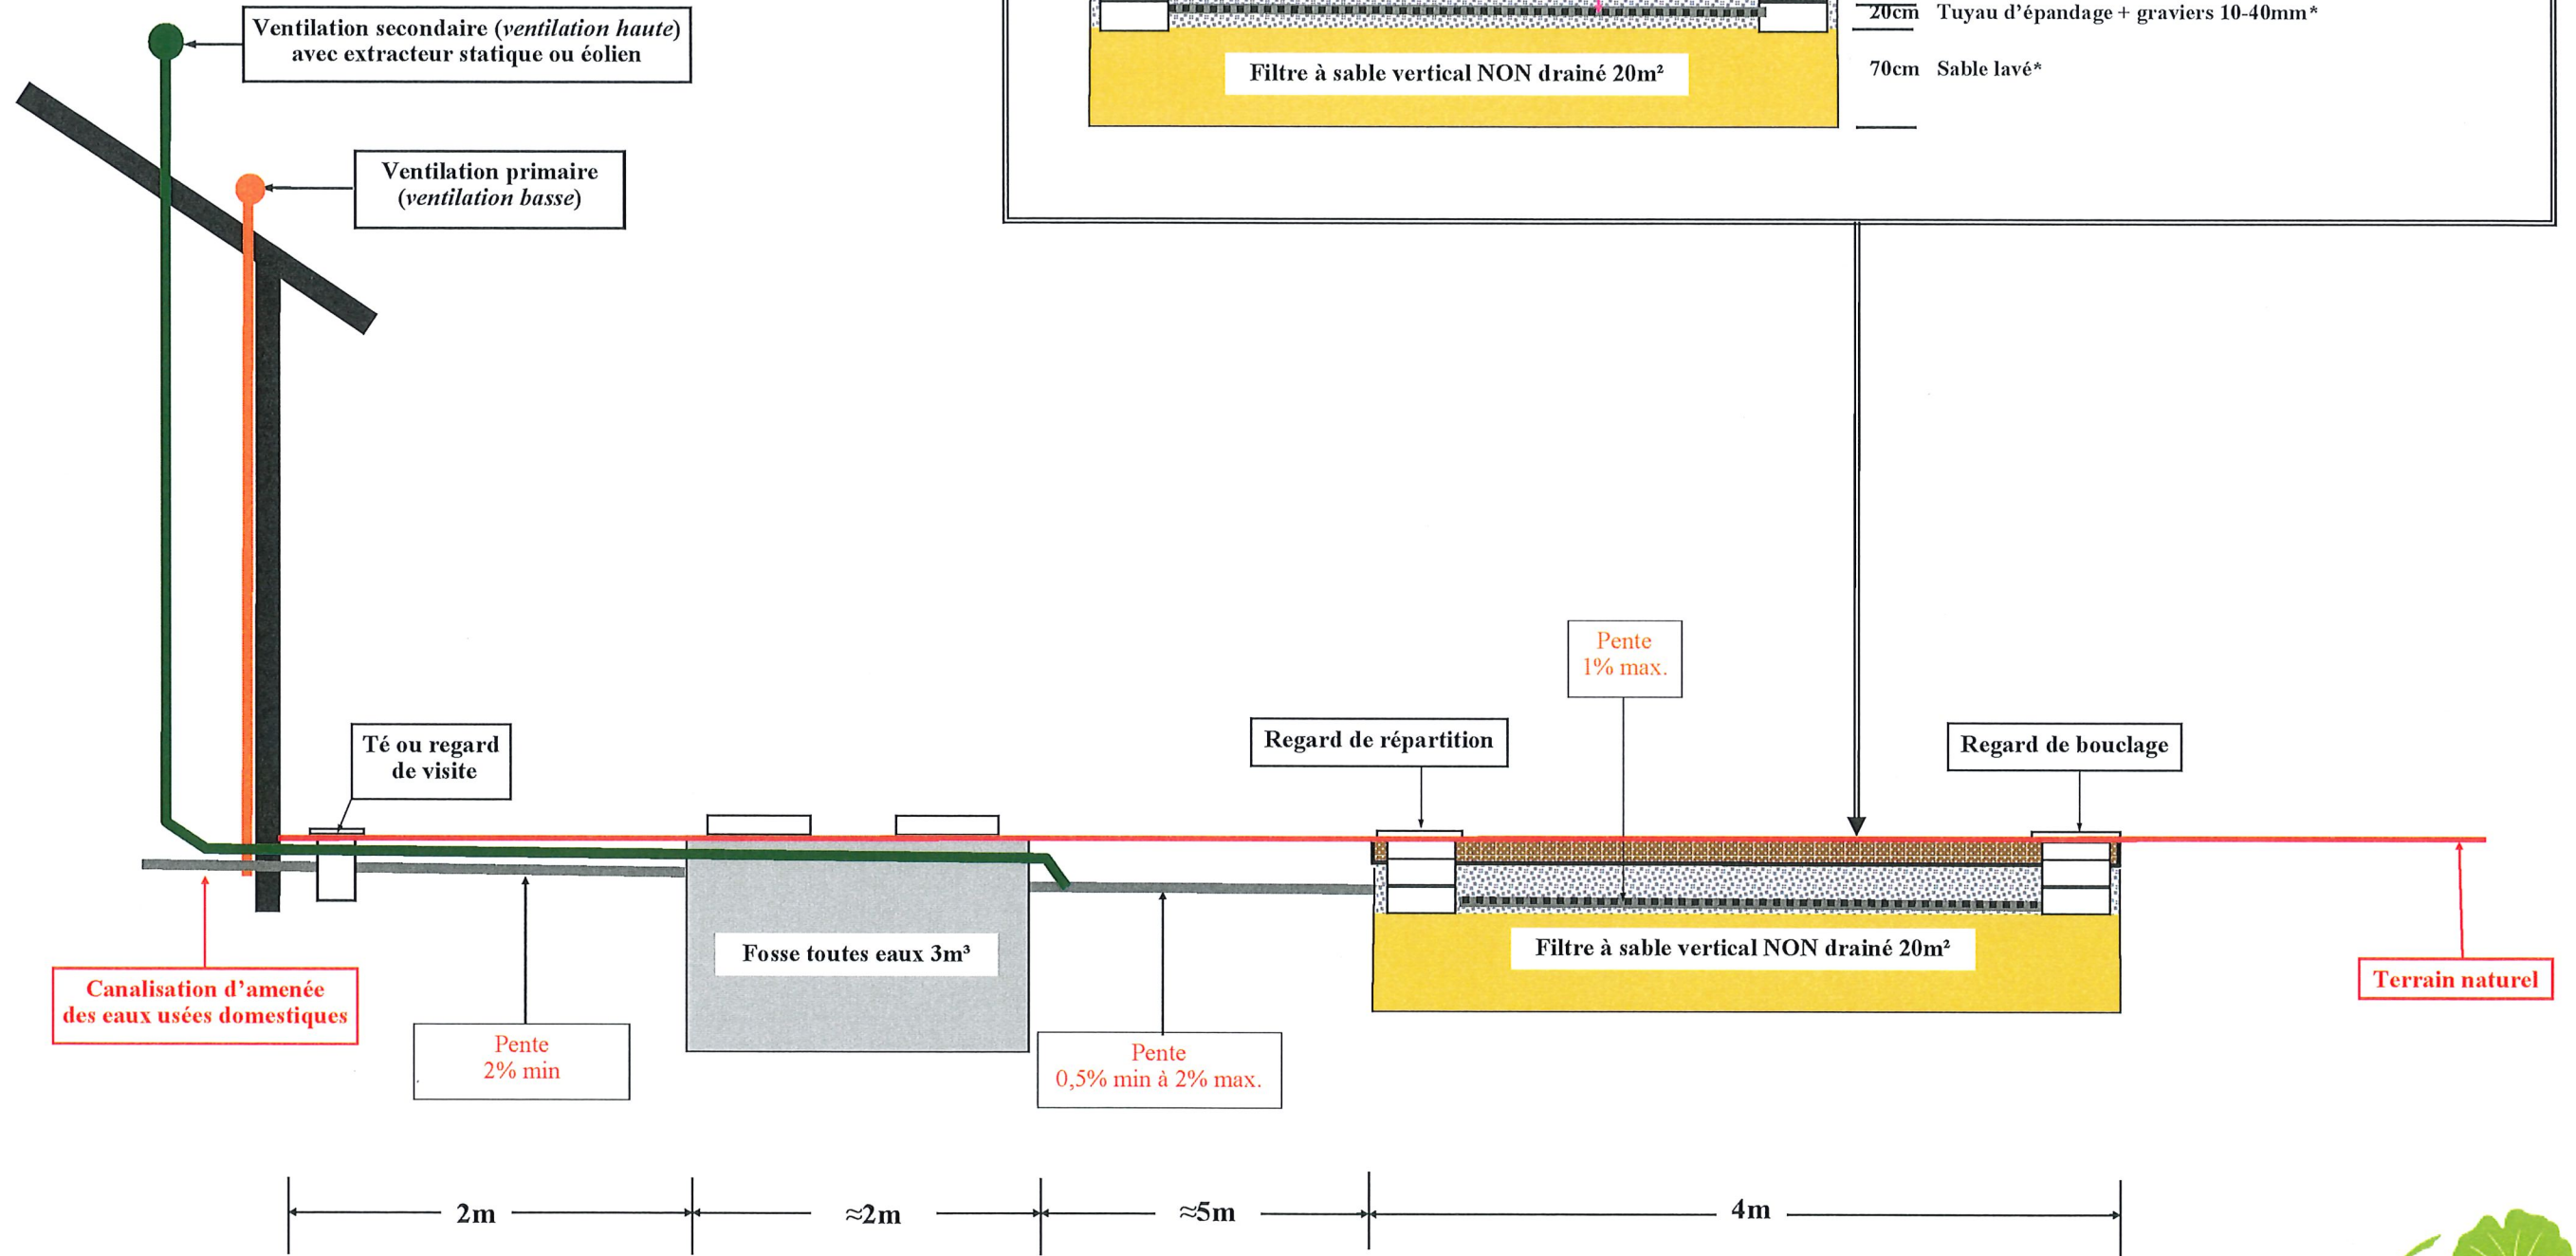 Ventilation secondaire (ventilation haute)
avec extracteur statique ou éolien
20cm Tuyau d'épandage + graviers 10-40mm*
Filtre à sable vertical NON drainé 20m²
70cm Sable lavé*
Ventilation primaire
(ventilation basse)
Pente
1% max.
Té ou regard
de visite
Regard de répartition
Regard de bouclage
Fosse toutes eaux 3m³
Filtre à sable vertical NON drainé 20m²
Canalisation d'amenée
des eaux usées domestiques
Terrain naturel
Pente
2% min
Pente
0,5% min à 2% max.
2m
≈2m
≈5m
4m